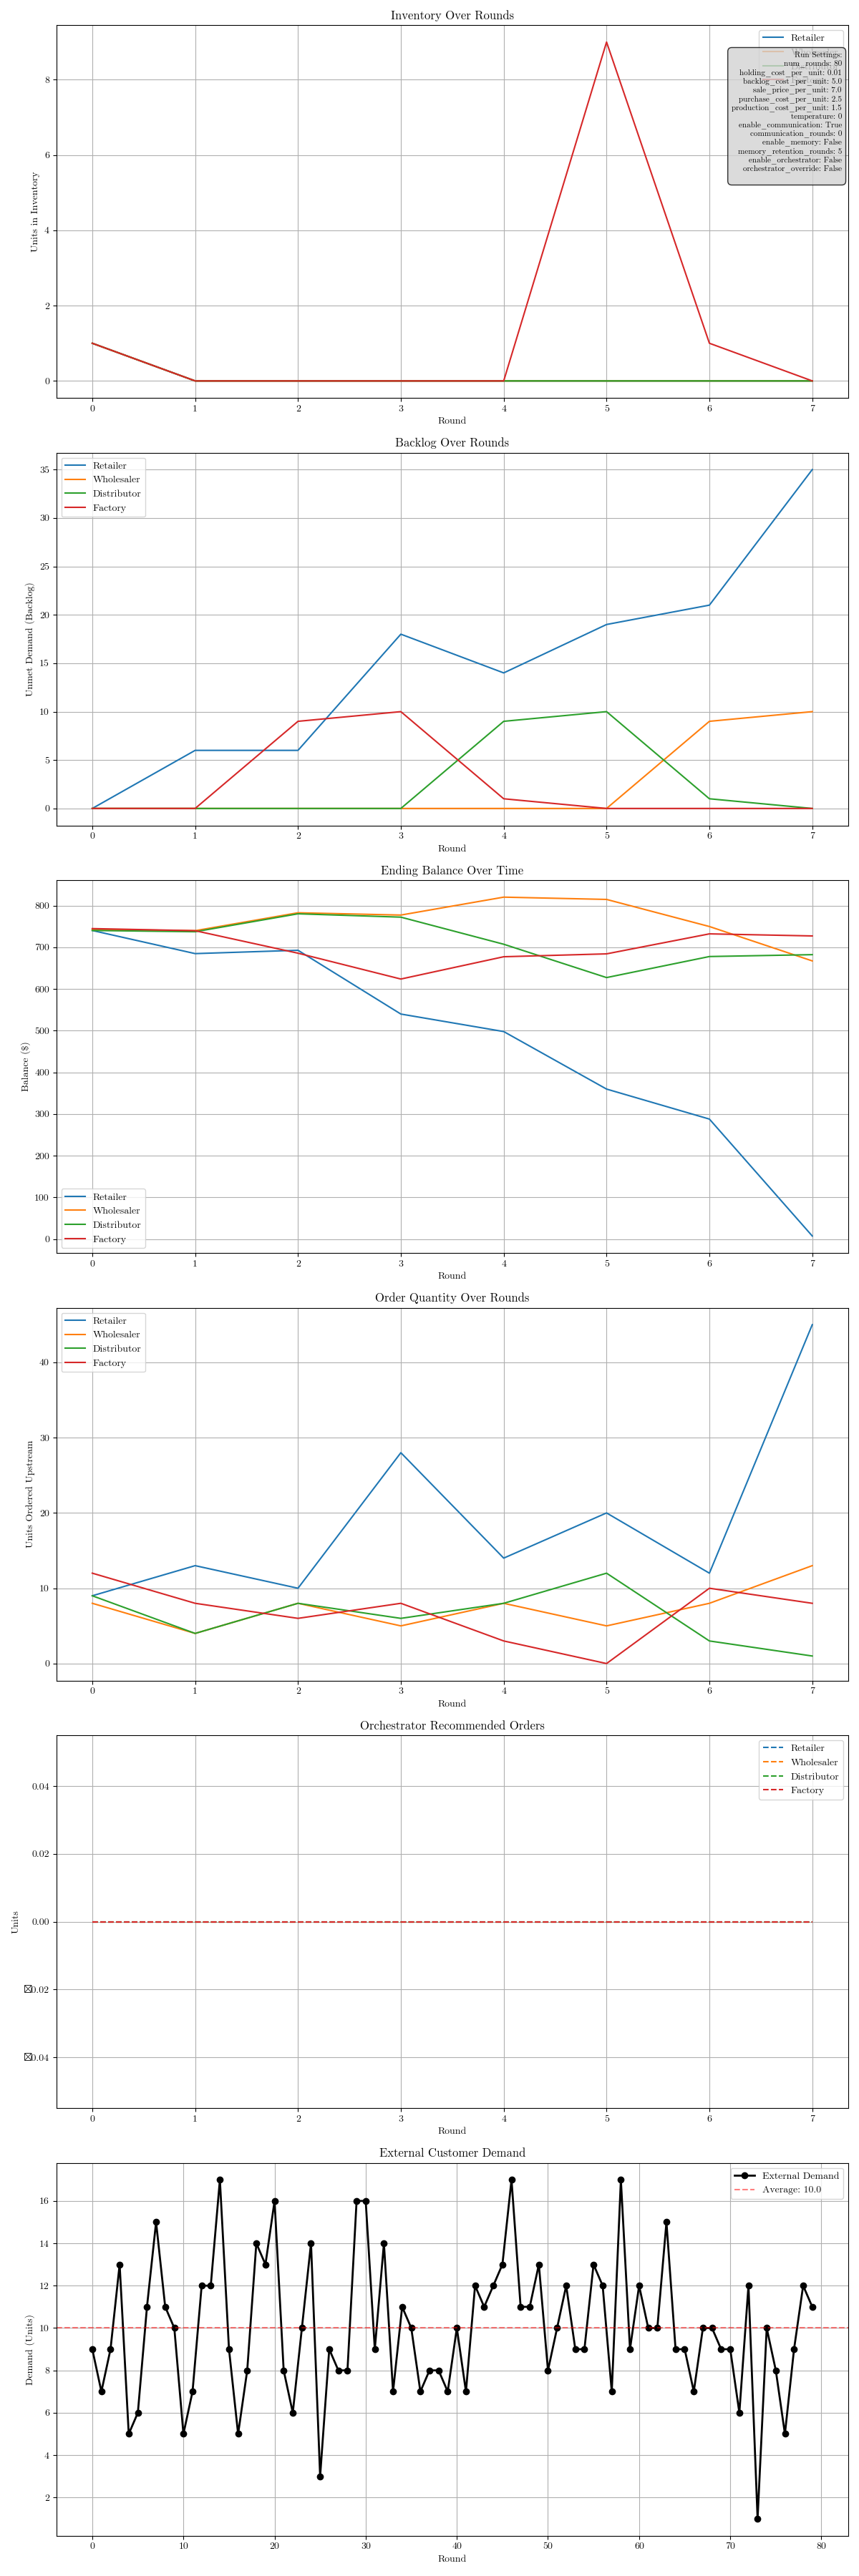 Inventory Over Rounds
Units in Inventory
8
6
4
2
0
Retailer
Run Settings:
num_rounds: 80
holding_cost_per_unit: 0.01
backlog_cost_per_unit: 5.0
sale_price_per_unit: 7.0
purchase_cost_per_unit: 2.5
production_cost_per_unit: 1.5
temperature: 0
enable_communication: True
communication_rounds: 0
enable_memory: False
memory_retention_rounds: 5
enable_orchestrator: False
orchestrator_override: False
0 1 2 3 4 5 6 7
Round
Backlog Over Rounds
Unmet Demand (Backlog)
35
30
25
20
15
10
5
0
Retailer
Wholesaler
Distributor
Factory
0 1 2 3 4 5 6 7
Round
Ending Balance Over Time
Balance ($)
800
700
600
500
400
300
200
100
0
Retailer
Wholesaler
Distributor
Factory
0 1 2 3 4 5 6 7
Round
Order Quantity Over Rounds
Units Ordered Upstream
40
30
20
10
0
Retailer
Wholesaler
Distributor
Factory
0 1 2 3 4 5 6 7
Round
Orchestrator Recommended Orders
Units
0.04
0.02
0.00
0.02
0.04
Retailer
Wholesaler
Distributor
Factory
0 1 2 3 4 5 6 7
Round
External Customer Demand
Demand (Units)
16
14
12
10
8
6
4
2
External Demand
Average: 10.0
0 10 20 30 40 50 60 70 80
Round